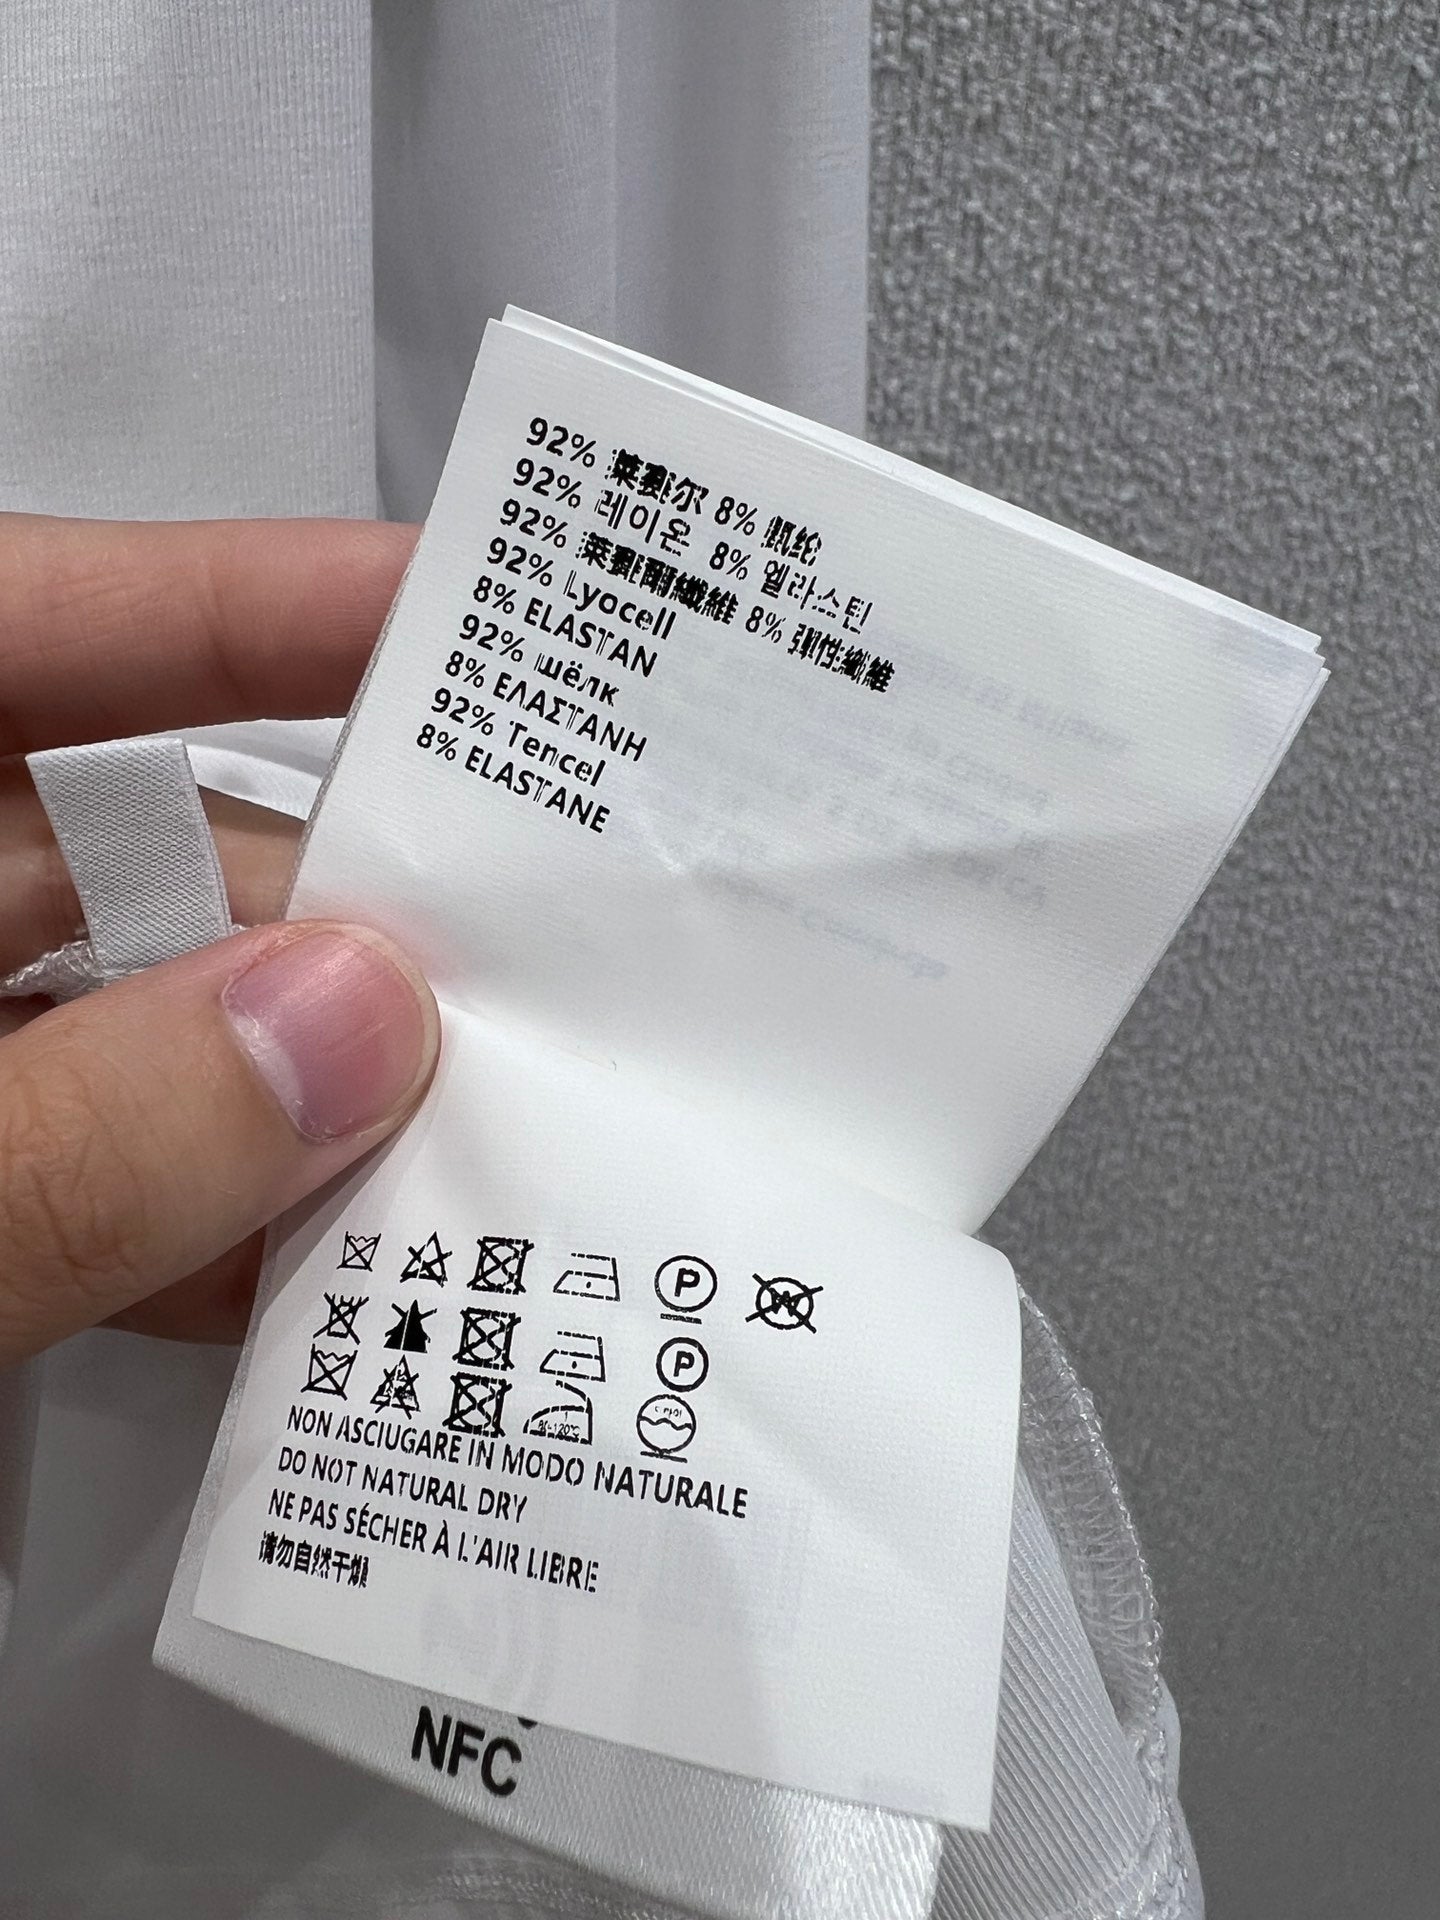 92% 莱赛尔 8% 氨纶
92% 레이온 8% 엘라스틴
92% 萊賽爾纖維 8% 彈性纖維
92% Lyocell
8% ELASTAN
92% шёлк
8% ΕΛΑΣΤΑΝΗ
92% Tencel
8% ELASTANE
P W
P
NON ASCIUGARE IN MODO NATURALE
DO NOT NATURAL DRY
NE PAS SÉCHER À L'AIR LIBRE
请勿自然干燥
NFC